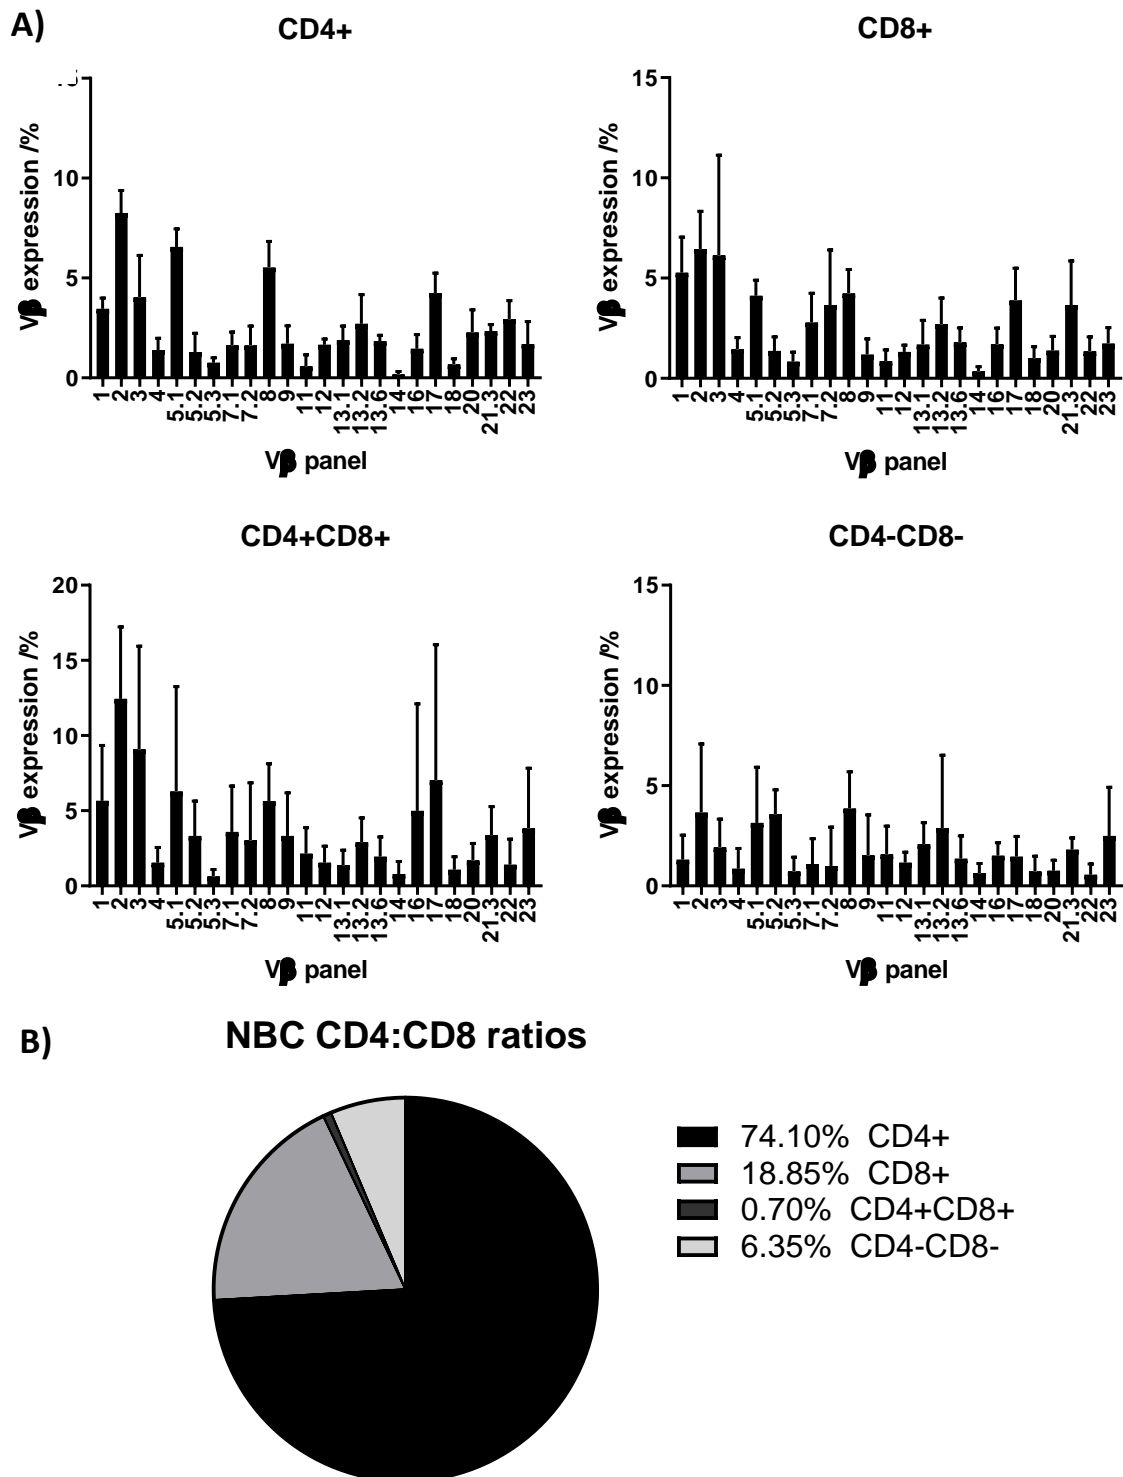 A)
CD4+
Vβ expression /%
10
5
0
1 2 3 4 5.1 5.2 5.3 7.1 7.2 8 9 11 12 13.1 13.2 13.6 14 16 17 18 20 21.3 22 23
Vβ panel
CD8+
Vβ expression /%
15
10
5
0
1 2 3 4 5.1 5.2 5.3 7.1 7.2 8 9 11 12 13.1 13.2 13.6 14 16 17 18 20 21.3 22 23
Vβ panel
CD4+CD8+
Vβ expression /%
20
15
10
5
0
1 2 3 4 5.1 5.2 5.3 7.1 7.2 8 9 11 12 13.1 13.2 13.6 14 16 17 18 20 21.3 22 23
Vβ panel
CD4-CD8-
Vβ expression /%
15
10
5
0
1 2 3 4 5.1 5.2 5.3 7.1 7.2 8 9 11 12 13.1 13.2 13.6 14 16 17 18 20 21.3 22 23
Vβ panel
B)
NBC CD4:CD8 ratios
74.10% CD4+
18.85% CD8+
0.70% CD4+CD8+
6.35% CD4-CD8-